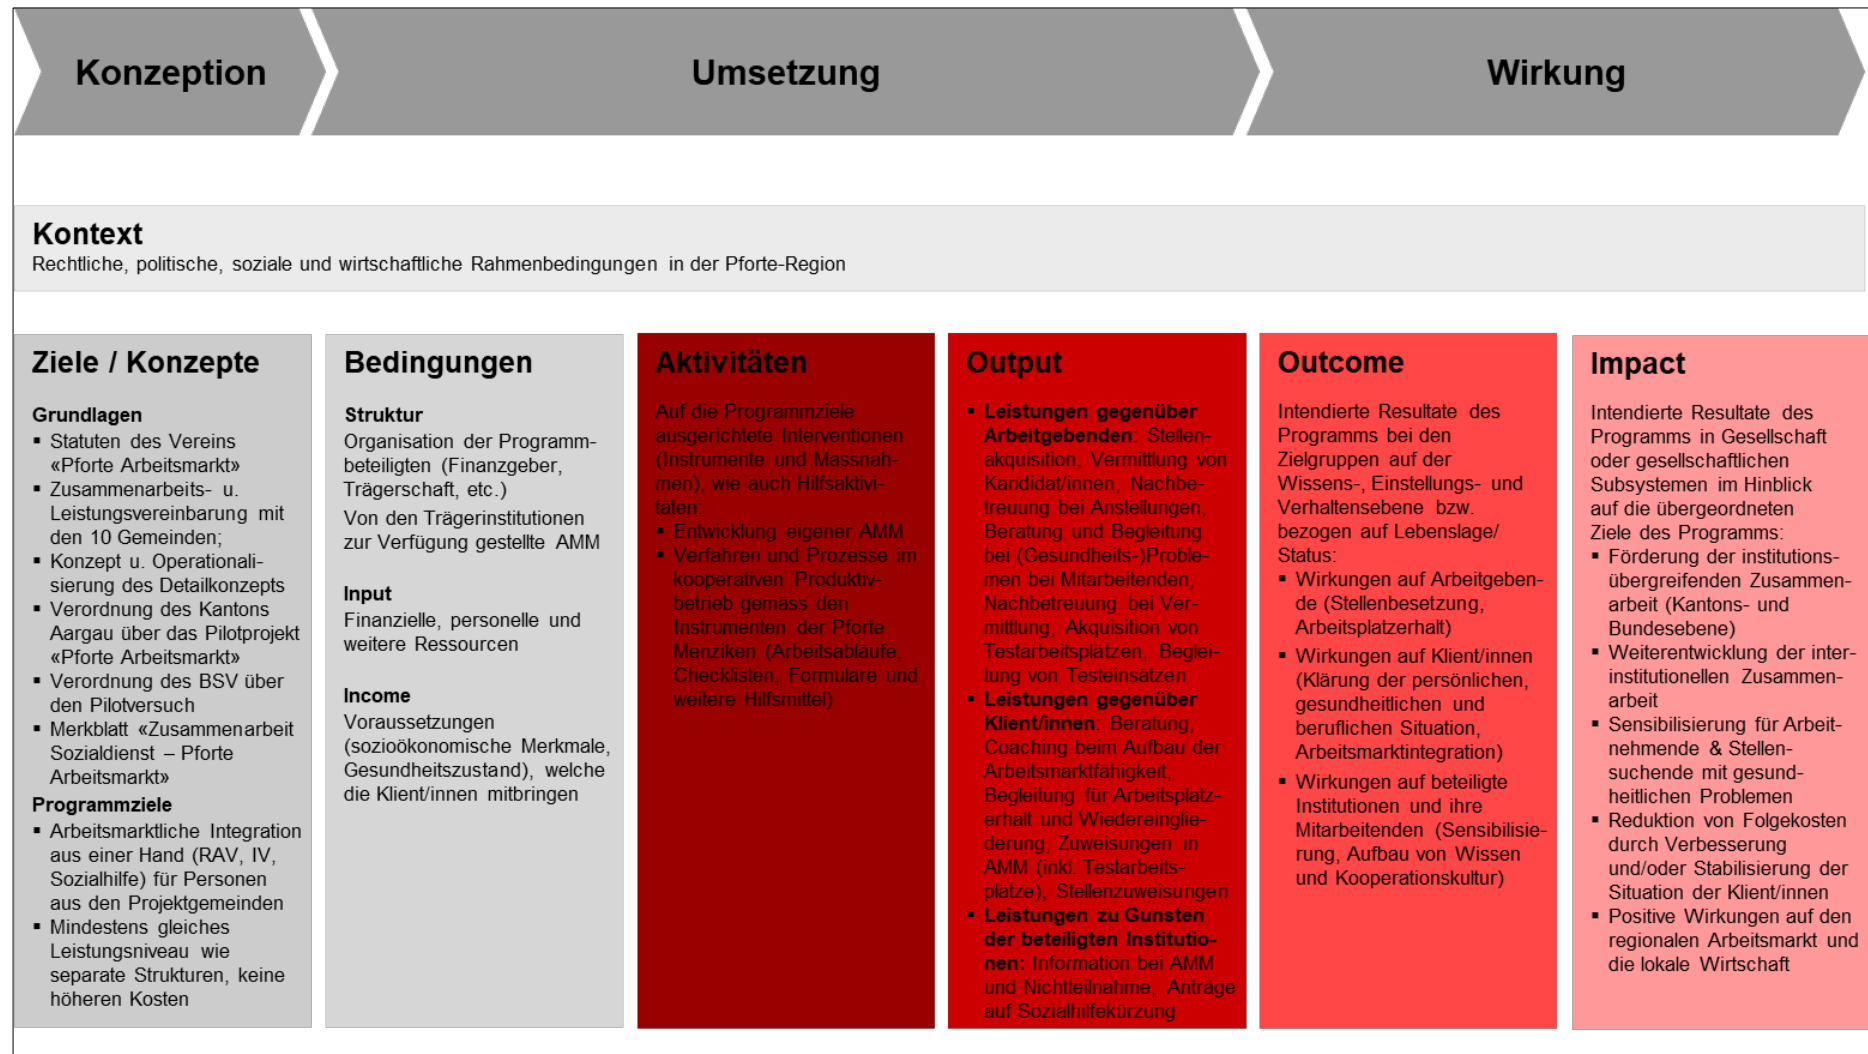 Konzeption
Umsetzung
Wirkung
Kontext
Rechtliche, politische, soziale und wirtschaftliche Rahmenbedingungen in der Pforte-Region
Ziele / Konzepte
Grundlagen
▪ Statuten des Vereins
«Pforte Arbeitsmarkt»
▪ Zusammenarbeits- u.
Leistungsvereinbarung mit
den 10 Gemeinden;
▪ Konzept u. Operationali-
sierung des Detailkonzepts
▪ Verordnung des Kantons
Aargau über das Pilotprojekt
«Pforte Arbeitsmarkt»
▪ Verordnung des BSV über
den Pilotversuch
▪ Merkblatt «Zusammenarbeit
Sozialdienst – Pforte
Arbeitsmarkt»
Programmziele
▪ Arbeitsmarktliche Integration
aus einer Hand (RAV, IV,
Sozialhilfe) für Personen
aus den Projektgemeinden
▪ Mindestens gleiches
Leistungsniveau wie
separate Strukturen, keine
höheren Kosten
Bedingungen
Struktur
Organisation der Programm-
beteiligten (Finanzgeber,
Trägerschaft, etc.)
Von den Trägerinstitutionen
zur Verfügung gestellte AMM
Input
Finanzielle, personelle und
weitere Ressourcen
Income
Voraussetzungen
(sozioökonomische Merkmale,
Gesundheitszustand), welche
die Klient/innen mitbringen
Aktivitäten
Auf die Programmziele
ausgerichtete Interventionen
(Instrumente und Massnah-
men), wie auch Hilfsaktivi-
täten:
▪ Entwicklung eigener AMM
▪ Verfahren und Prozesse im
kooperativen Produktiv-
betrieb gemäss den
Instrumenten der Pforte
Menziken (Arbeitsabläufe,
Checklisten, Formulare und
weitere Hilfsmittel)
Output
▪ Leistungen gegenüber
Arbeitgebenden: Stellen-
akquisition, Vermittlung von
Kandidat/innen, Nachbe-
treuung bei Anstellungen,
Beratung und Begleitung
bei (Gesundheits-)Proble-
men bei Mitarbeitenden,
Nachbetreuung bei Ver-
mittlung, Akquisition von
Testarbeitsplätzen, Beglei-
tung von Testeinsätzen
▪ Leistungen gegenüber
Klient/innen: Beratung,
Coaching beim Aufbau der
Arbeitsmarktfähigkeit,
Begleitung für Arbeitsplatz-
erhalt und Wiedereinglie-
derung, Zuweisungen in
AMM (inkl. Testarbeits-
plätze), Stellenzuweisungen
▪ Leistungen zu Gunsten
der beteiligten Institutio-
nen: Information bei AMM
und Nichtteilnahme, Anträge
auf Sozialhilfekürzung
Outcome
Intendierte Resultate des
Programms bei den
Zielgruppen auf der
Wissens-, Einstellungs- und
Verhaltensebene bzw.
bezogen auf Lebenslage/
Status:
▪ Wirkungen auf Arbeitgeben-
de (Stellenbesetzung,
Arbeitsplatzerhalt)
▪ Wirkungen auf Klient/innen
(Klärung der persönlichen,
gesundheitlichen und
beruflichen Situation,
Arbeitsmarktintegration)
▪ Wirkungen auf beteiligte
Institutionen und ihre
Mitarbeitenden (Sensibilisie-
rung, Aufbau von Wissen
und Kooperationskultur)
Impact
Intendierte Resultate des
Programms in Gesellschaft
oder gesellschaftlichen
Subsystemen im Hinblick
auf die übergeordneten
Ziele des Programms:
▪ Förderung der institutions-
übergreifenden Zusammen-
arbeit (Kantons- und
Bundesebene)
▪ Weiterentwicklung der inter-
institutionellen Zusammen-
arbeit
▪ Sensibilisierung für Arbeit-
nehmende & Stellen-
suchende mit gesund-
heitlichen Problemen
▪ Reduktion von Folgekosten
durch Verbesserung
und/oder Stabilisierung der
Situation der Klient/innen
▪ Positive Wirkungen auf den
regionalen Arbeitsmarkt und
die lokale Wirtschaft